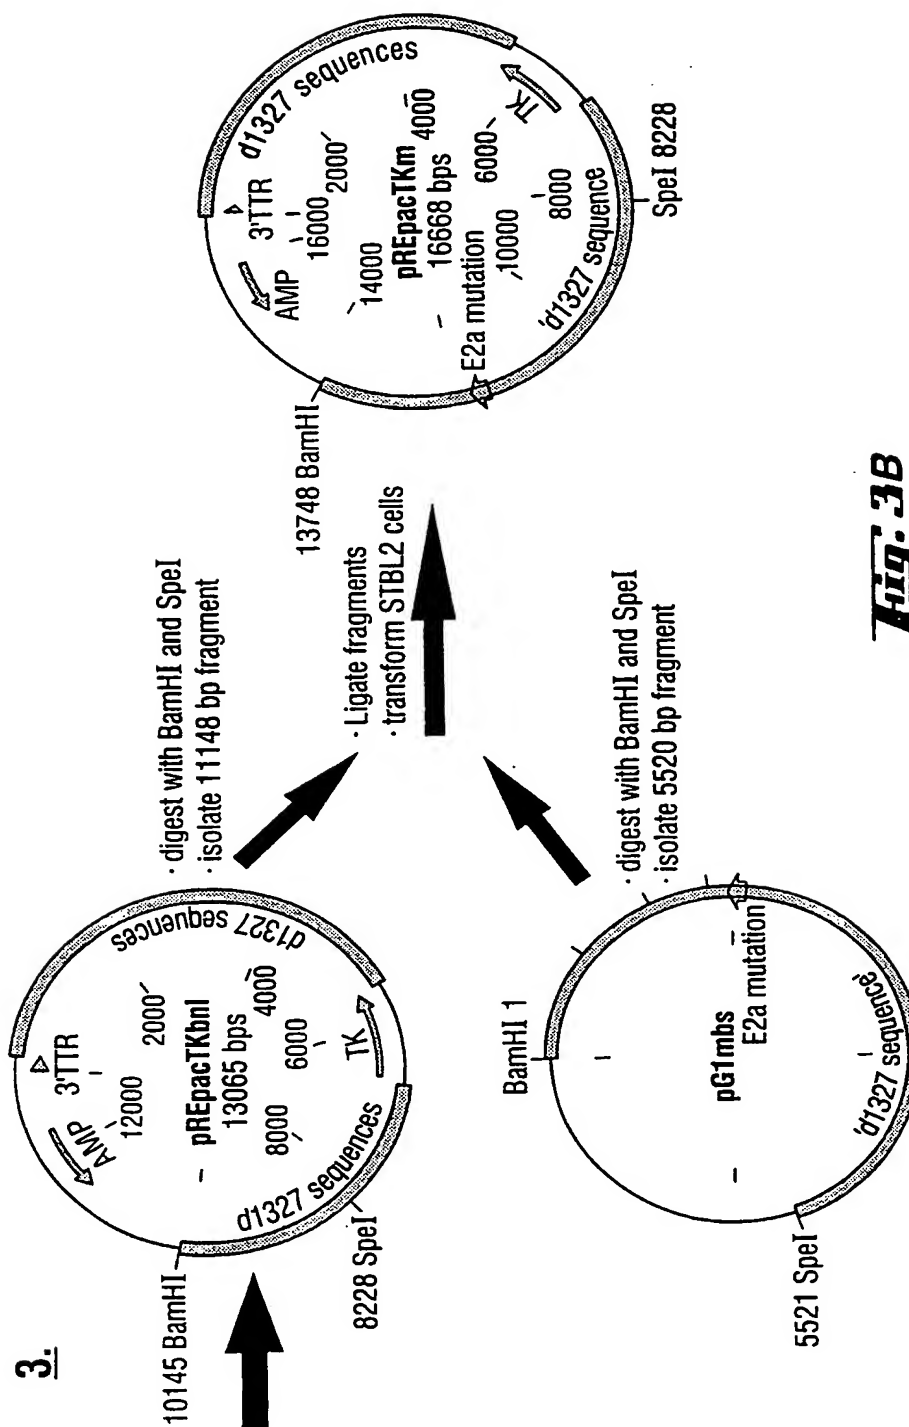 3.
10145 BamHI
AMP
3'TTR
12000
2000
d1327 sequences
pREpacTKbnl
13065 bps
4000
6000
8000
TK
d1327 sequences
8228 SpeI
· digest with BamHI and SpeI
· isolate 11148 bp fragment
BamHI 1
pG1mbs
E2a mutation
'd1327 sequence'
5521 SpeI
· digest with BamHI and SpeI
· isolate 5520 bp fragment
· Ligate fragments
· transform STBL2 cells
13748 BamHI
AMP
3'TTR
16000
2000
d1327 sequences
14000
pREpacTKm
16668 bps
4000
E2a mutation
6000
10000
8000
TK
'd1327 sequence
SpeI 8228
Fig. 3B